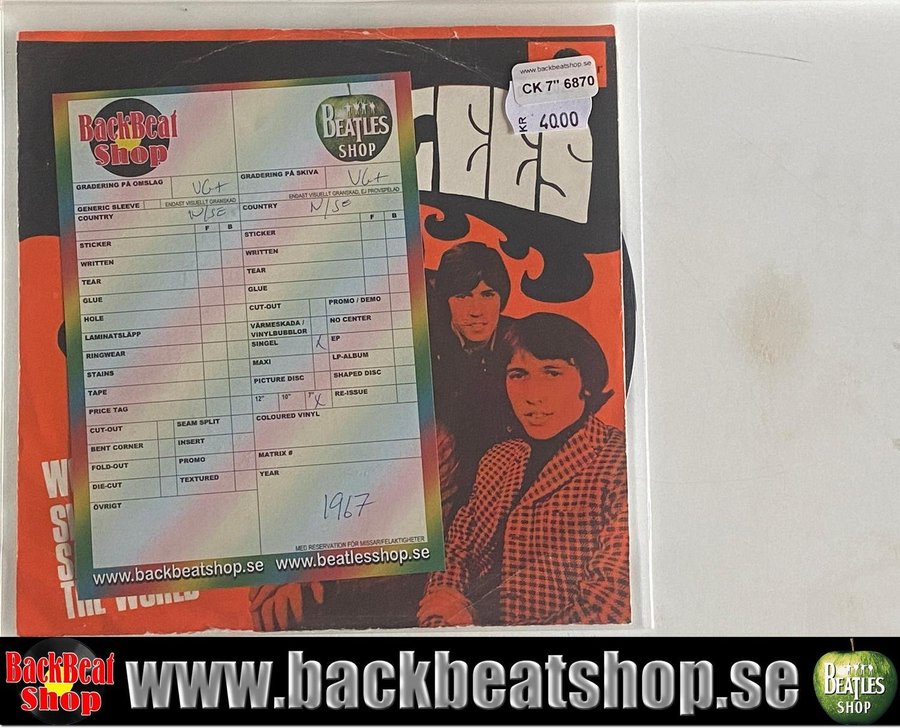 www.backbeatshop.se
CK 7" 6870
KR 40.00
BackBeat
Shop
BEATLES
SHOP
GRADERING PÅ OMSLAG VG+
GRADERING PÅ SKIVA VG+
ENDAST VISUELLT GRANSKAD
ENDAST VISUELLT GRANSKAD, EJ PROVSPELAD
GENERIC SLEEVE
COUNTRY N/SE
COUNTRY N/SE
F B
F B
STICKER
WRITTEN
TEAR
GLUE
HOLE
LAMINATSLÄPP
RINGWEAR
STAINS
TAPE
PRICE TAG
CUT-OUT SEAM SPLIT
BENT CORNER INSERT
FOLD-OUT PROMO
DIE-CUT TEXTURED
ÖVRIGT
STICKER
WRITTEN
TEAR
GLUE
CUT-OUT PROMO / DEMO
VÄRMESKADA / NO CENTER
VINYLBUBBLOR
SINGEL X EP
MAXI LP-ALBUM
PICTURE DISC SHAPED DISC
12" 10" 7" X RE-ISSUE
COLOURED VINYL
MATRIX #
YEAR
1967
MED RESERVATION FÖR MISSAR/FELAKTIGHETER
www.backbeatshop.se www.beatlesshop.se
THE WORLD
BackBeat
Shop
www.backbeatshop.se
BEATLES
SHOP